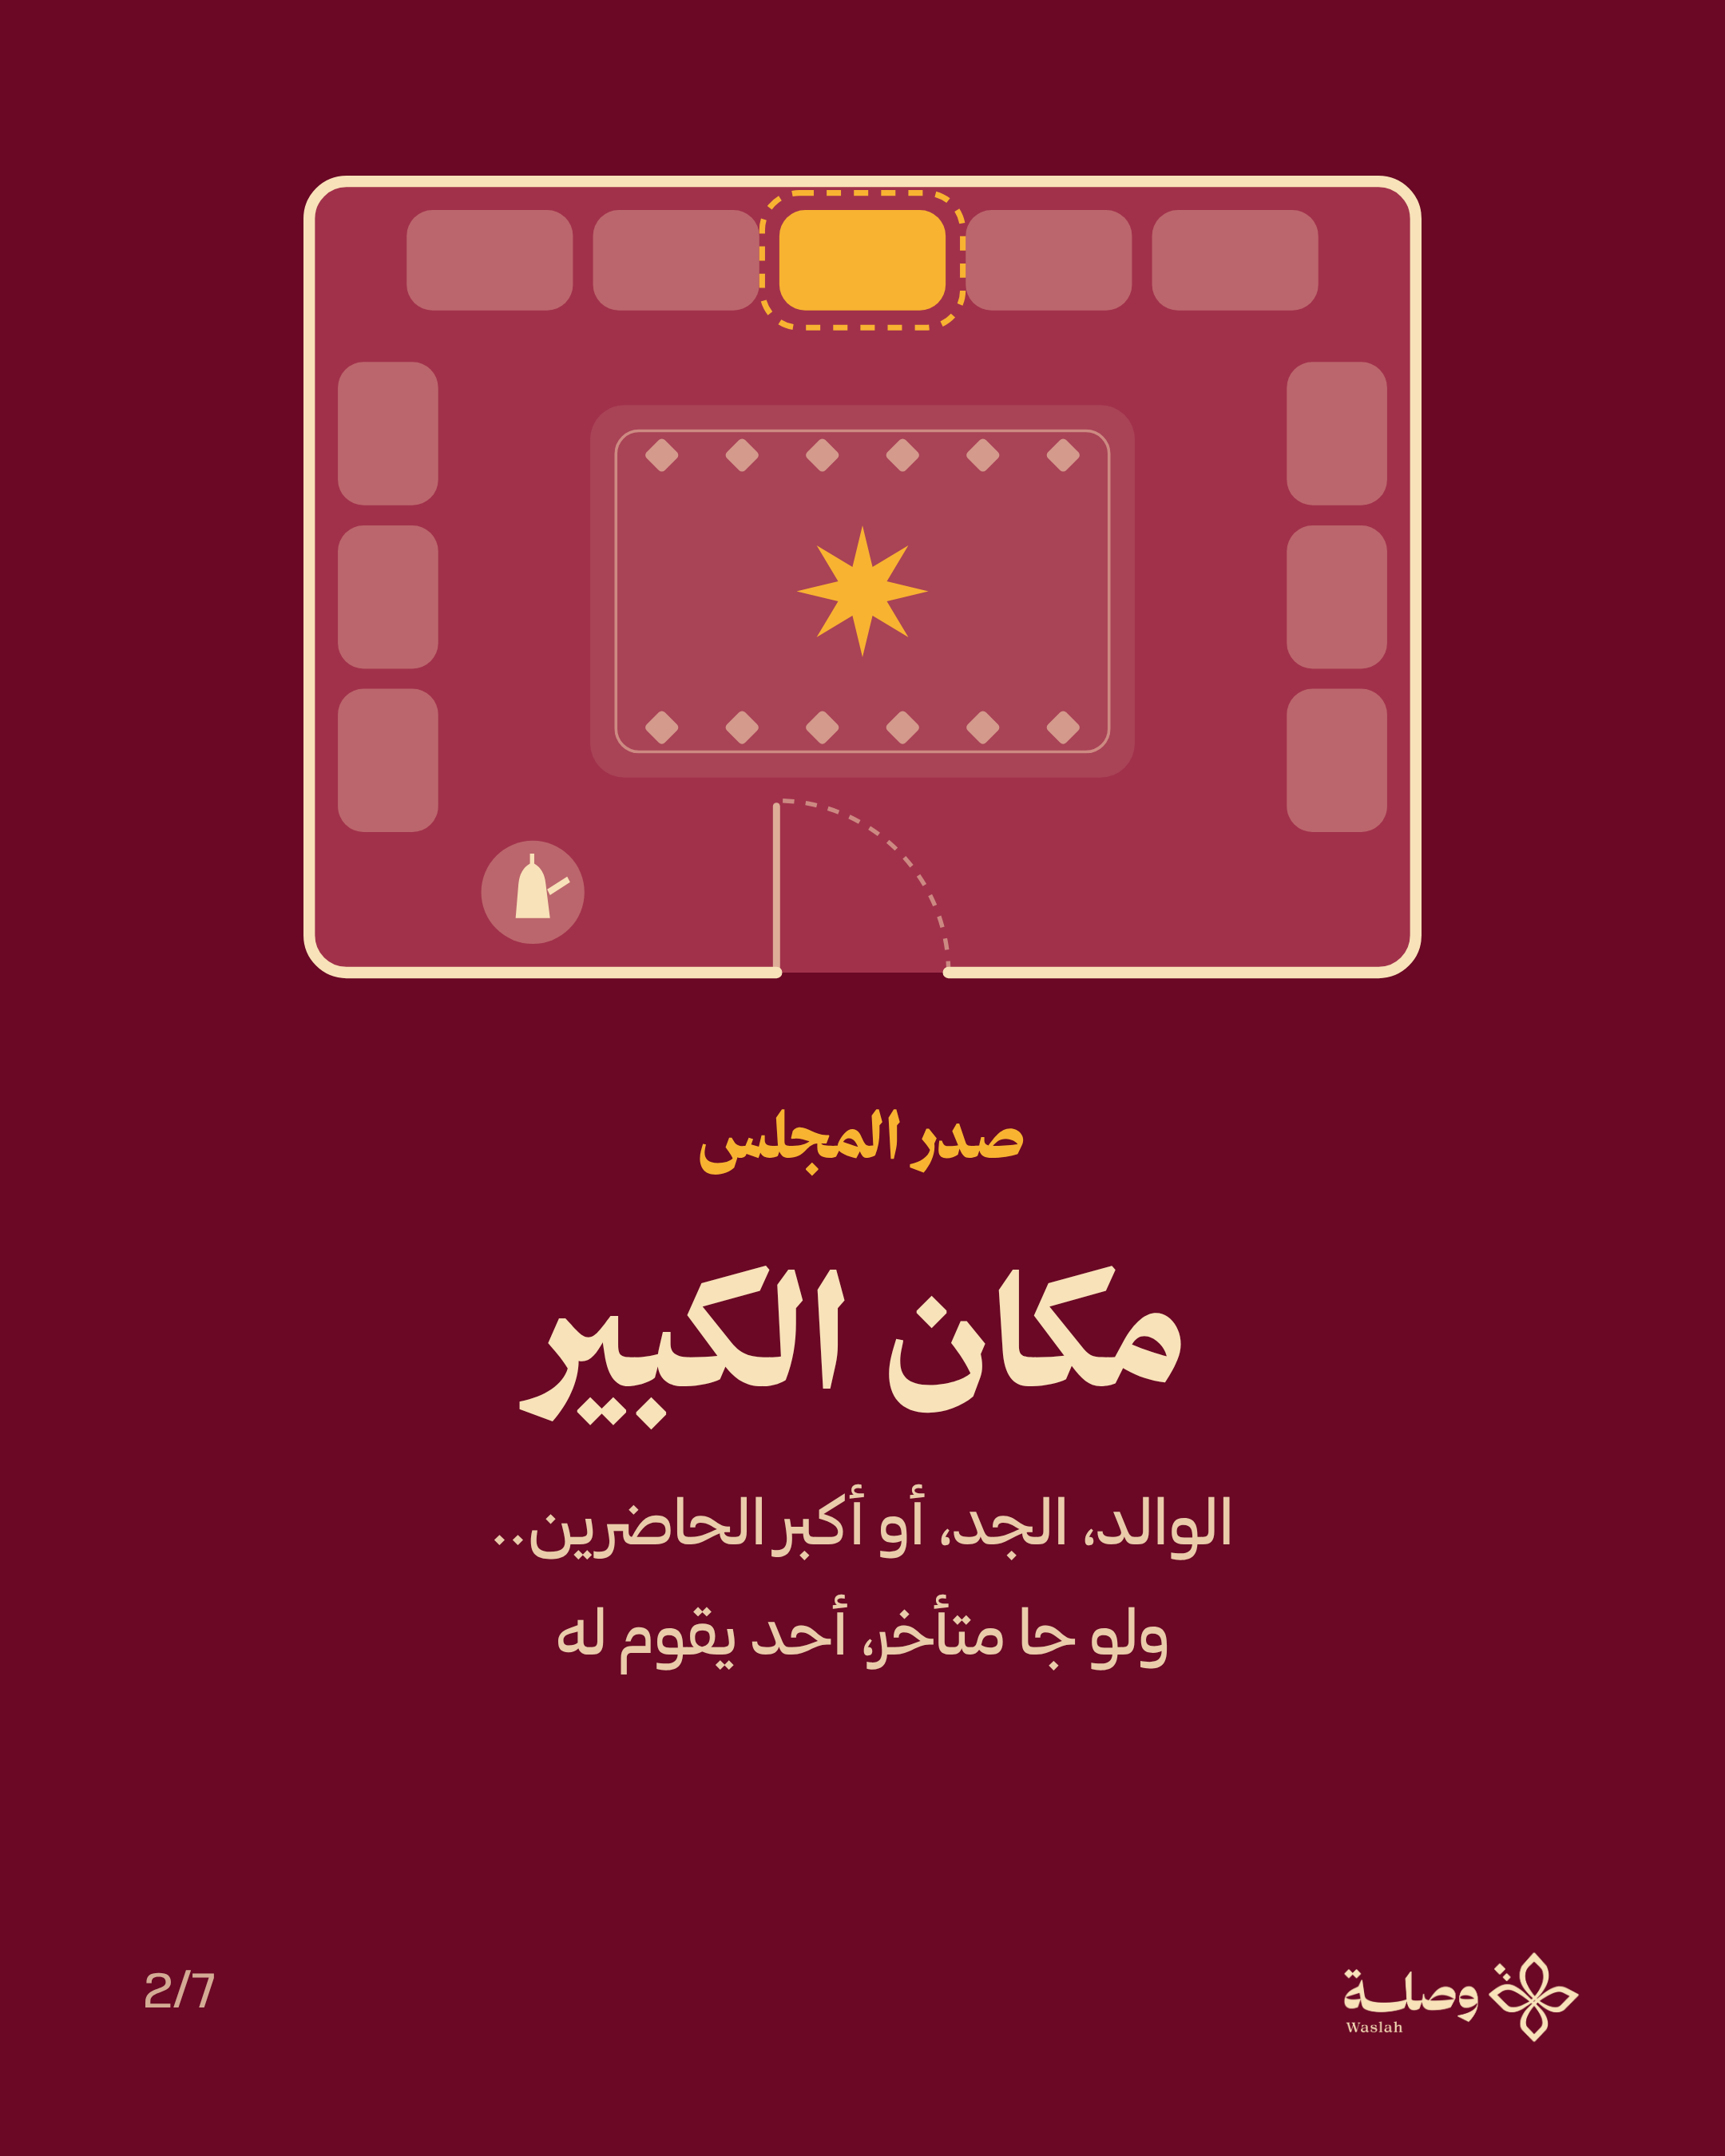 صدر المجلس
مكان الكبير
الوالد، الجد، أو أكبر الحاضرين..
ولو جا متأخر، أحد يقوم له
2/7
وصلة
Waslah